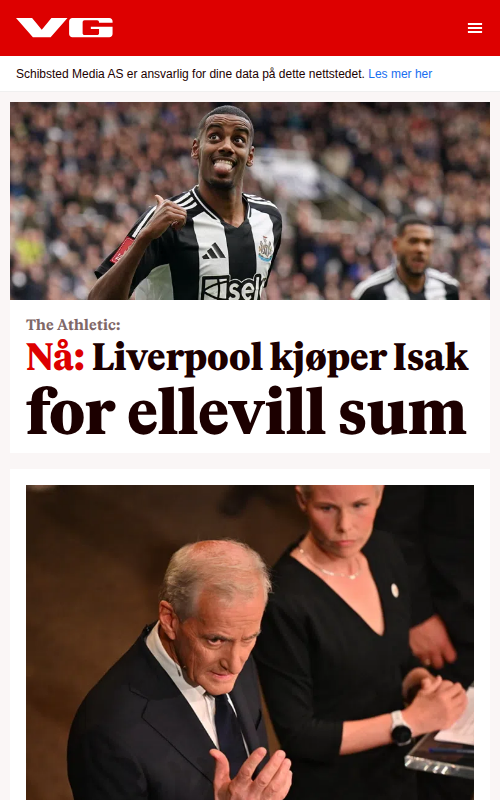 VG
Schibsted Media AS er ansvarlig for dine data på dette nettstedet. Les mer her
The Athletic:
Nå: Liverpool kjøper Isak
for ellevill sum